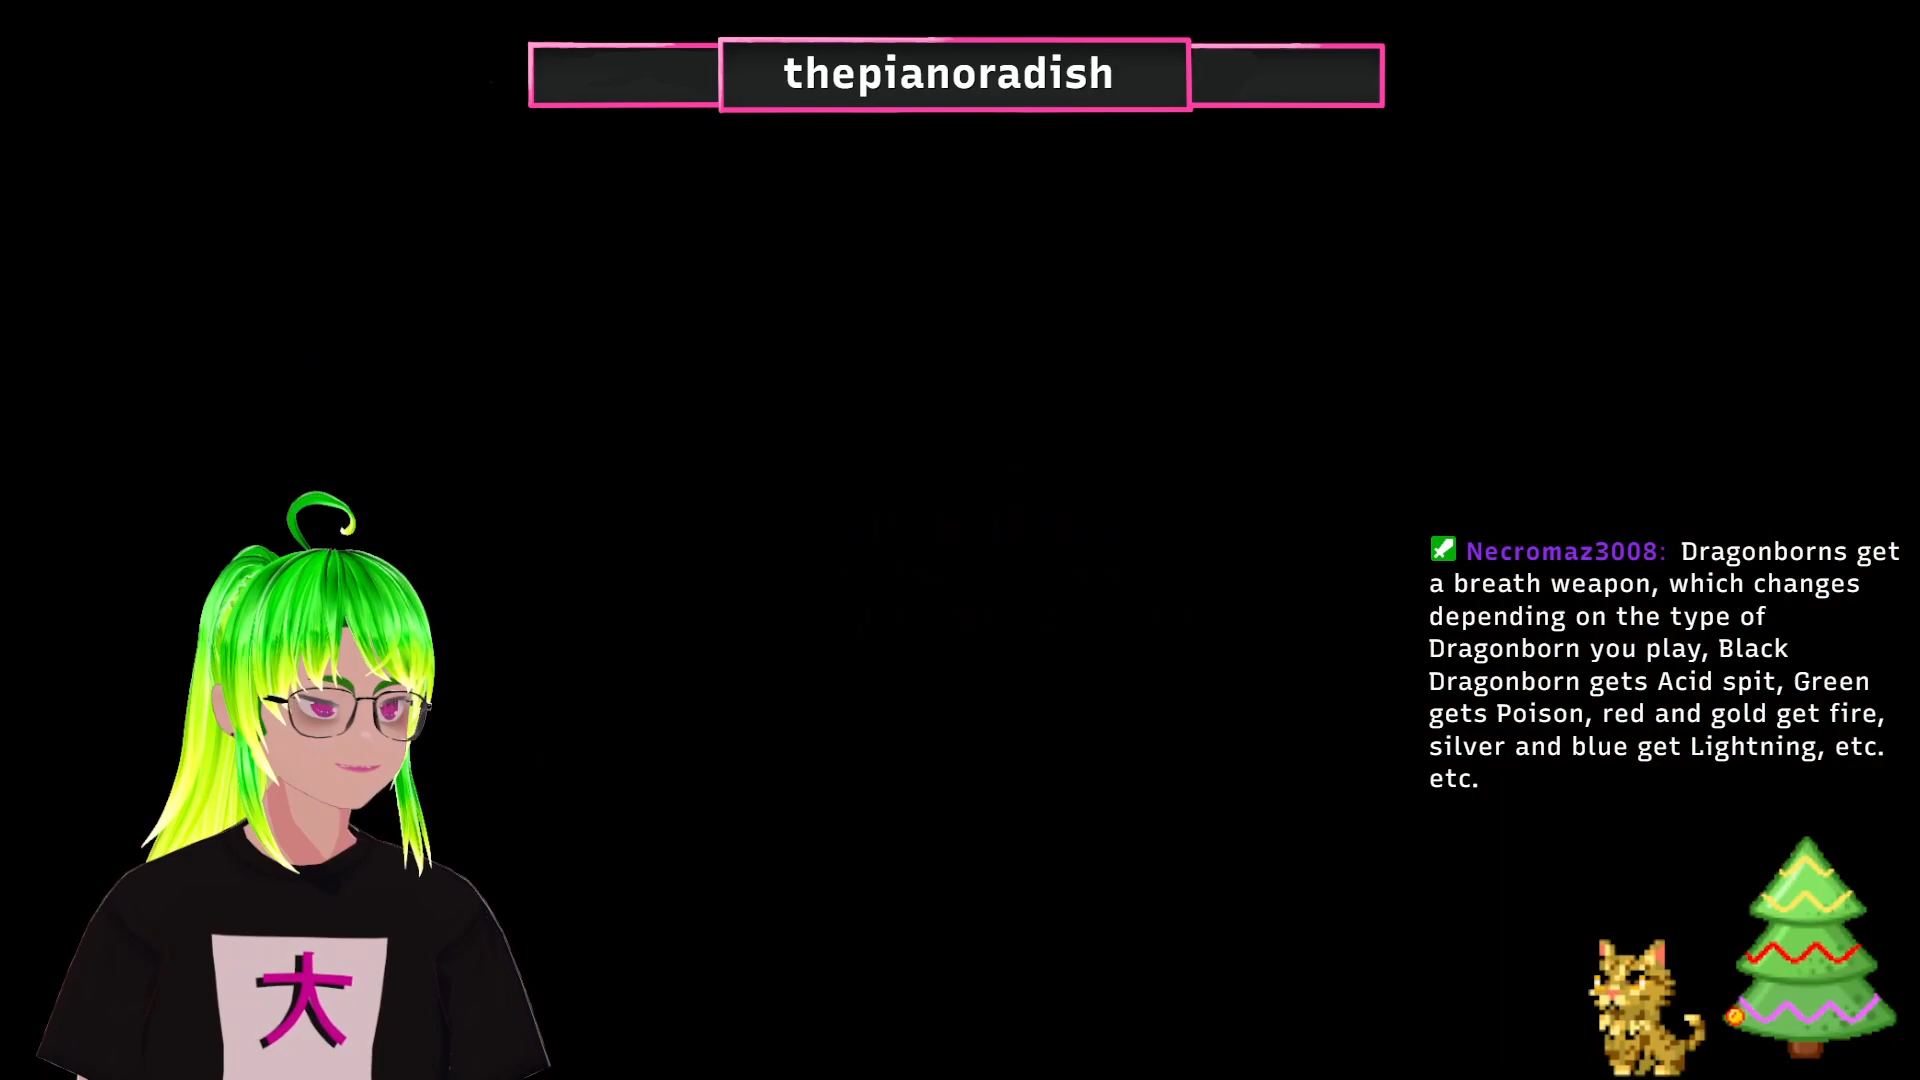 thepianoradish
Necromaz3008: Dragonborns get
a breath weapon, which changes
depending on the type of
Dragonborn you play, Black
Dragonborn gets Acid spit, Green
gets Poison, red and gold get fire,
silver and blue get Lightning, etc.
etc.
大